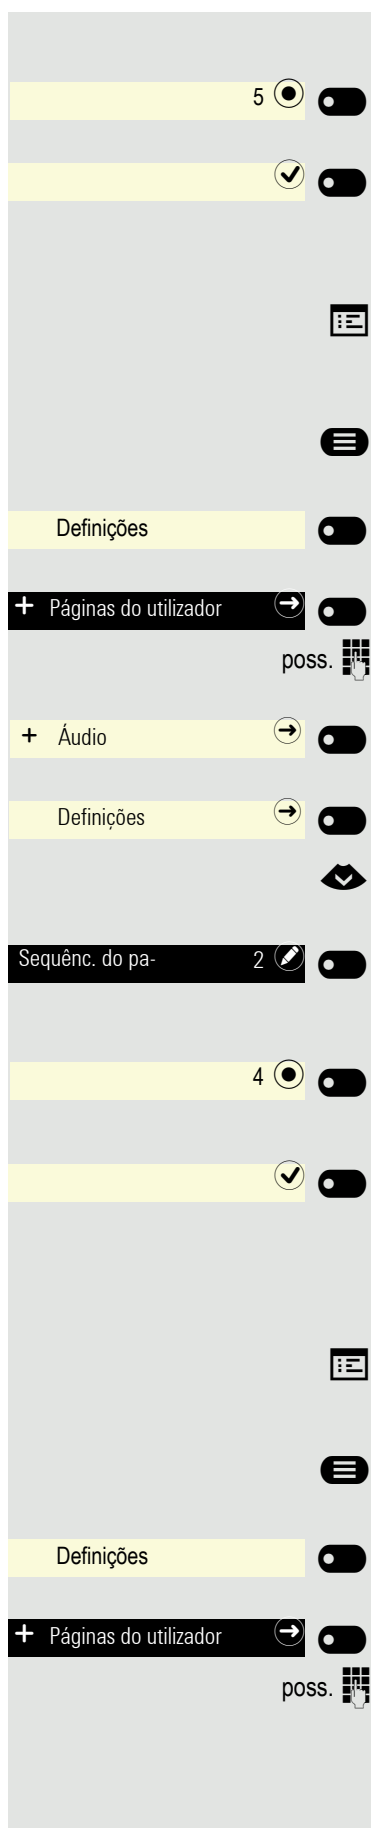 5
Definições
+ Páginas do utilizador
poss.
+ Áudio
Definições
Sequênc. do pa- 2
4
Definições
+ Páginas do utilizador
poss.